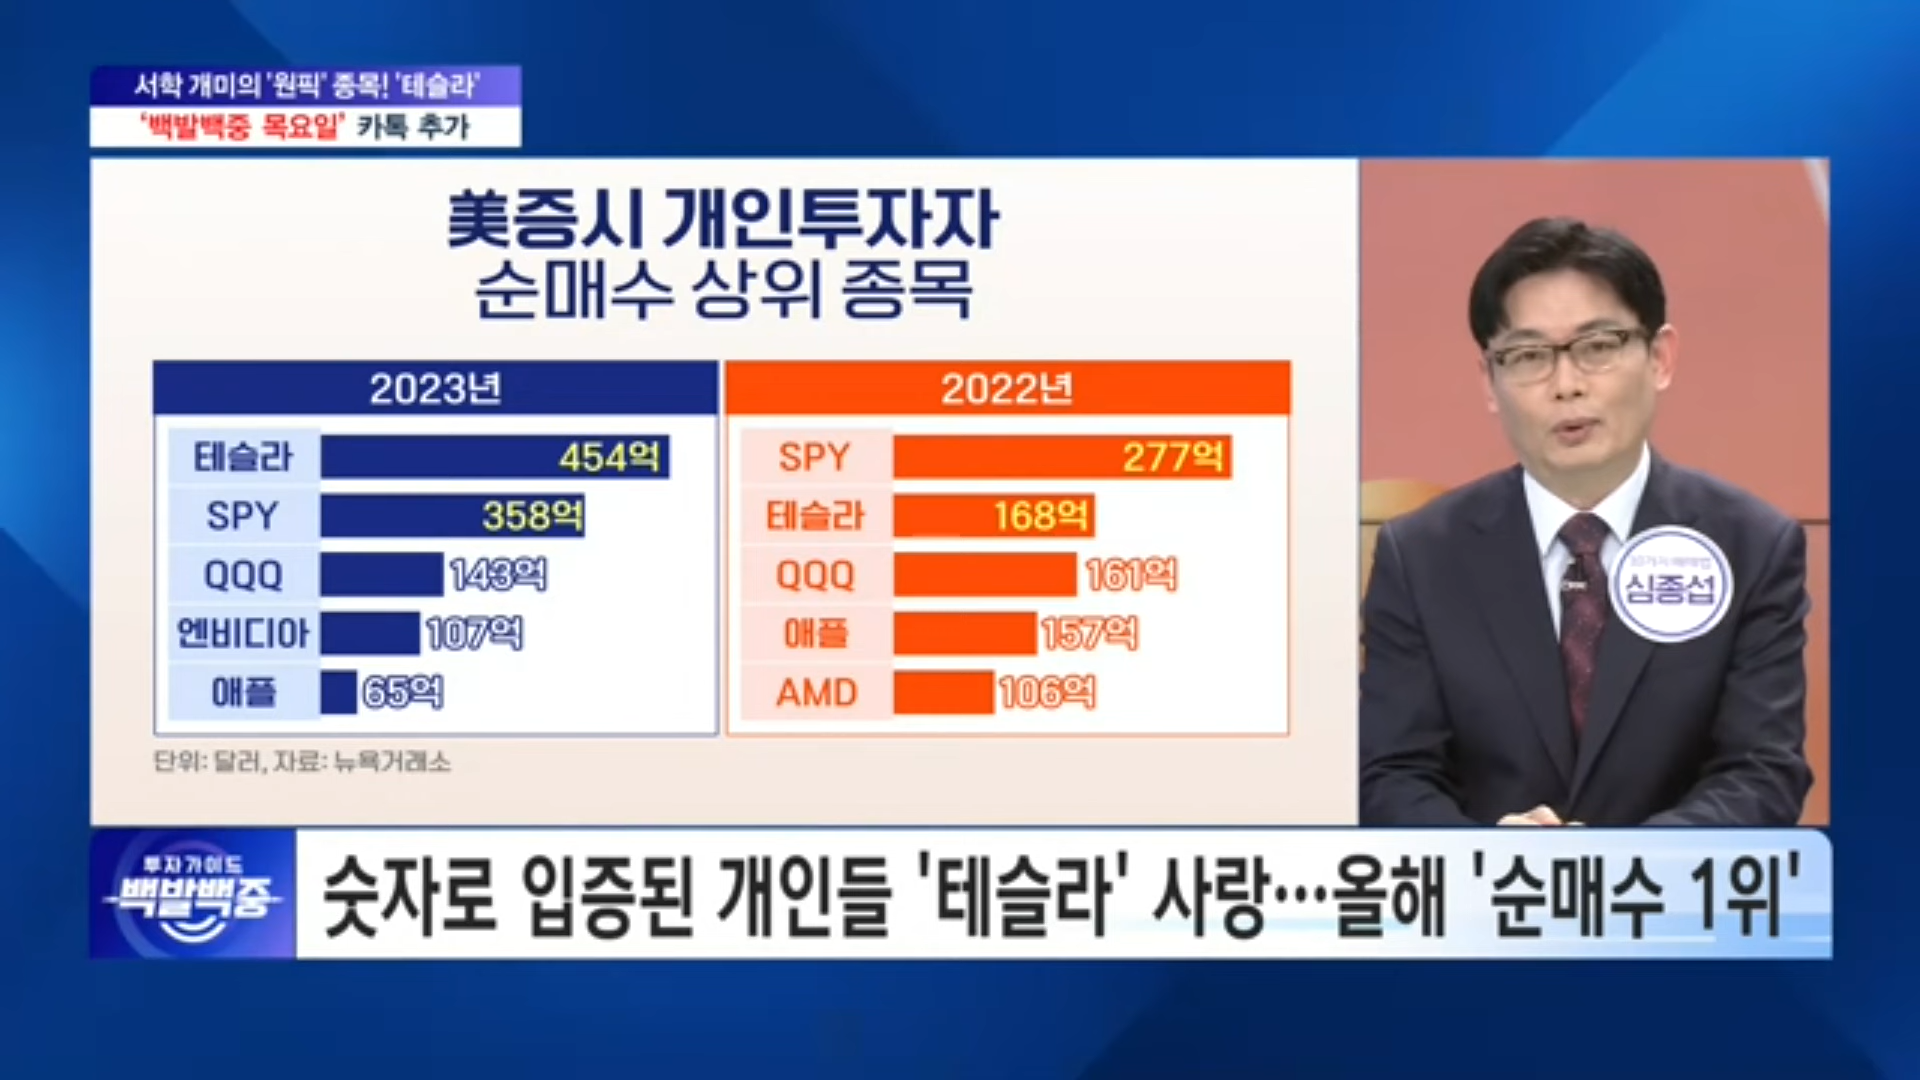 서학 개미의 '원픽' 종목! '테슬라'
'백발백중 목요일' 카톡 추가
美증시 개인투자자
순매수 상위 종목
2023년
테슬라 454억
SPY 358억
QQQ 143억
엔비디아 107억
애플 65억
2022년
SPY 277억
테슬라 168억
QQQ 161억
애플 157억
AMD 106억
단위: 달러, 자료: 뉴욕거래소
심종섭
투자가이드
백발백중
숫자로 입증된 개인들 '테슬라' 사랑…올해 '순매수 1위'